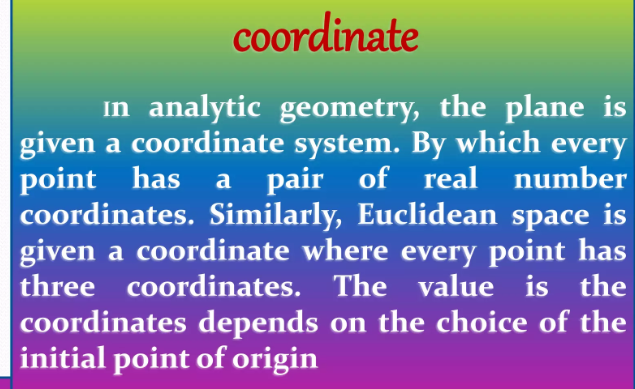 coordinate
In analytic geometry, the plane is
given a coordinate system. By which every
point has a pair of real number
coordinates. Similarly, Euclidean space is
given a coordinate where every point has
three coordinates. The value is the
coordinates depends on the choice of the
initial point of origin